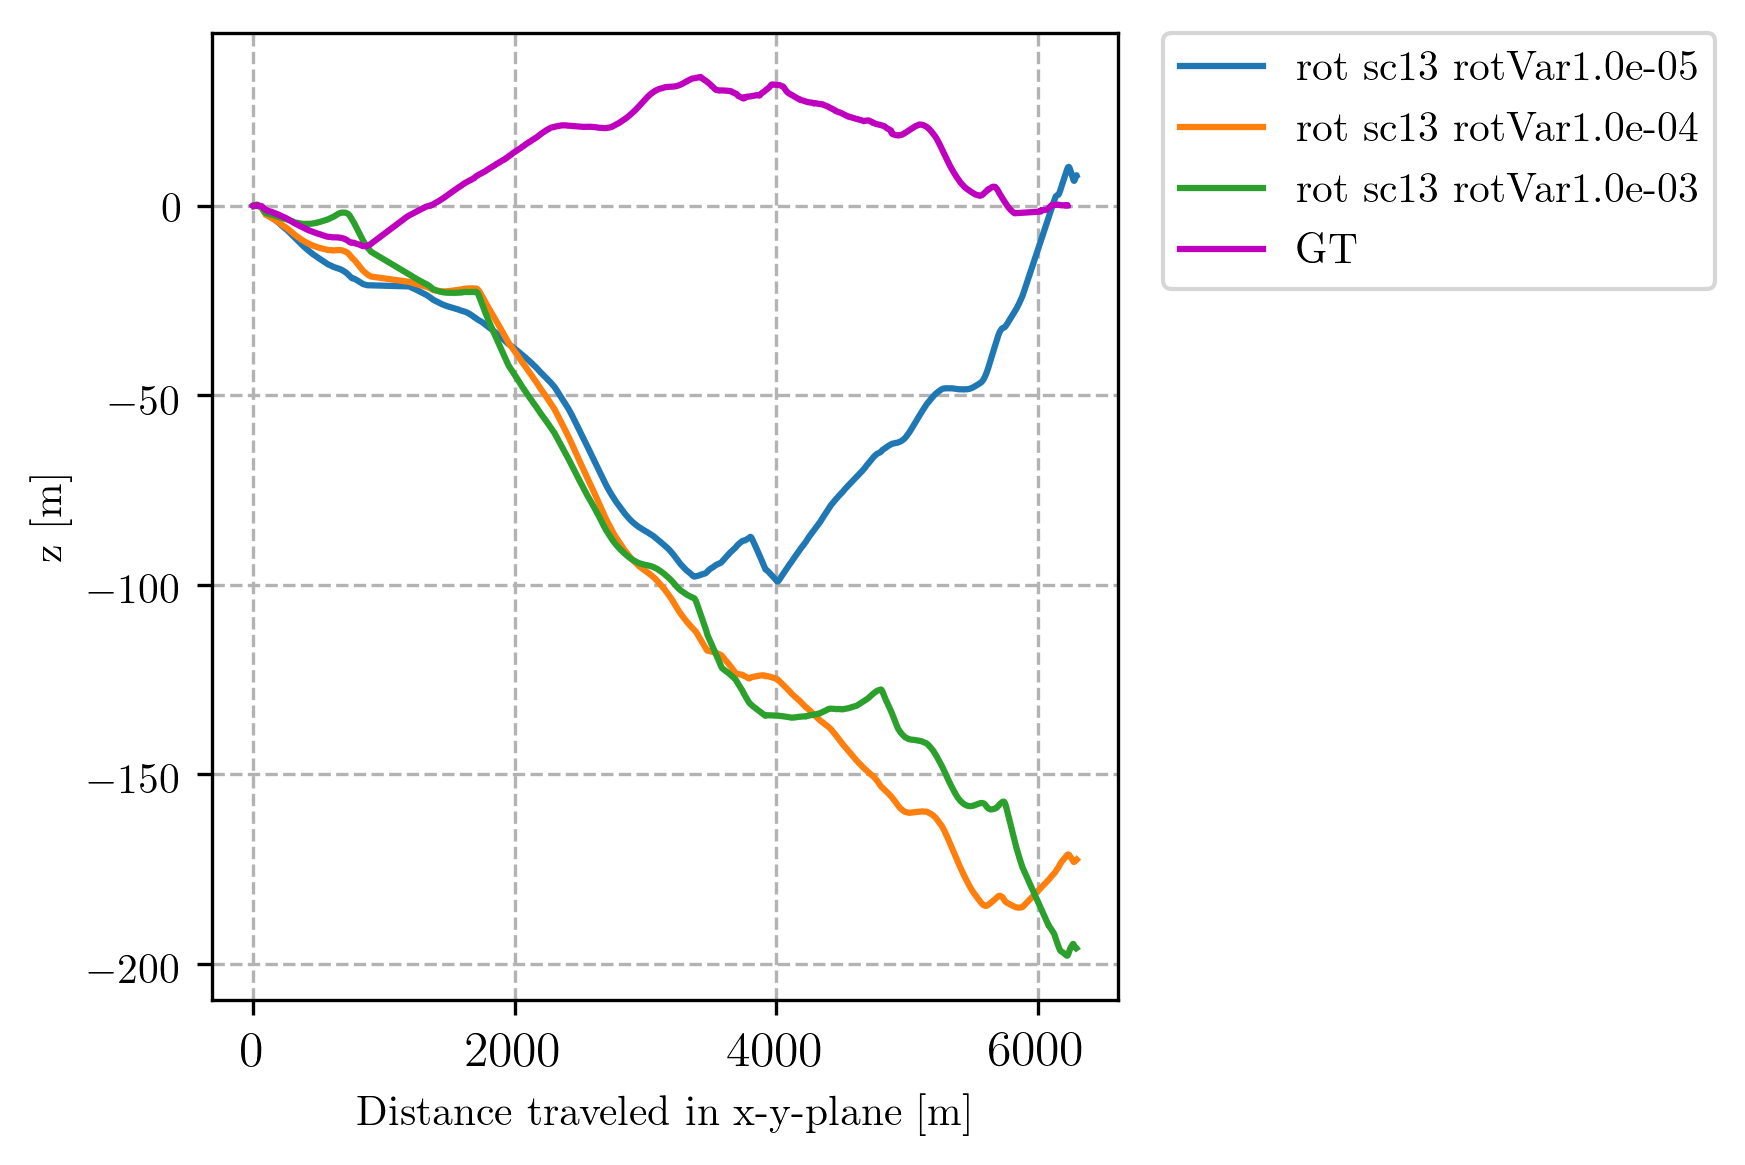 rot sc13 rotVar1.0e-05
rot sc13 rotVar1.0e-04
rot sc13 rotVar1.0e-03
GT
0
−50
−100
−150
−200
z [m]
0 2000 4000 6000
Distance traveled in x-y-plane [m]